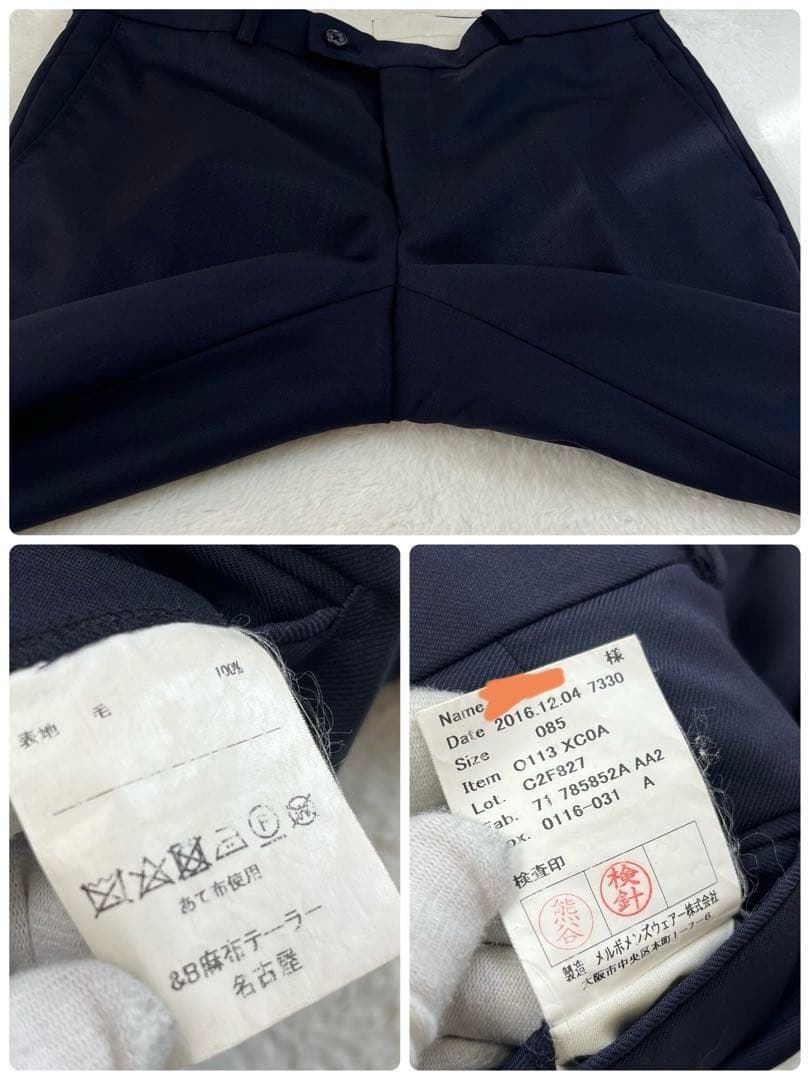 表地 毛 100%
あて布使用
&B麻布テーラー
名古屋
様
Name
Date 2016.12.04 7330
Size 085
Item O113 XC0A
Lot. C2F827
ab. 71 785852A AA2
ox. 0116-031 A
検査印
熊谷
検針
製造 メルボメンズウェアー株式会社
大阪市中央区本町1-7-6